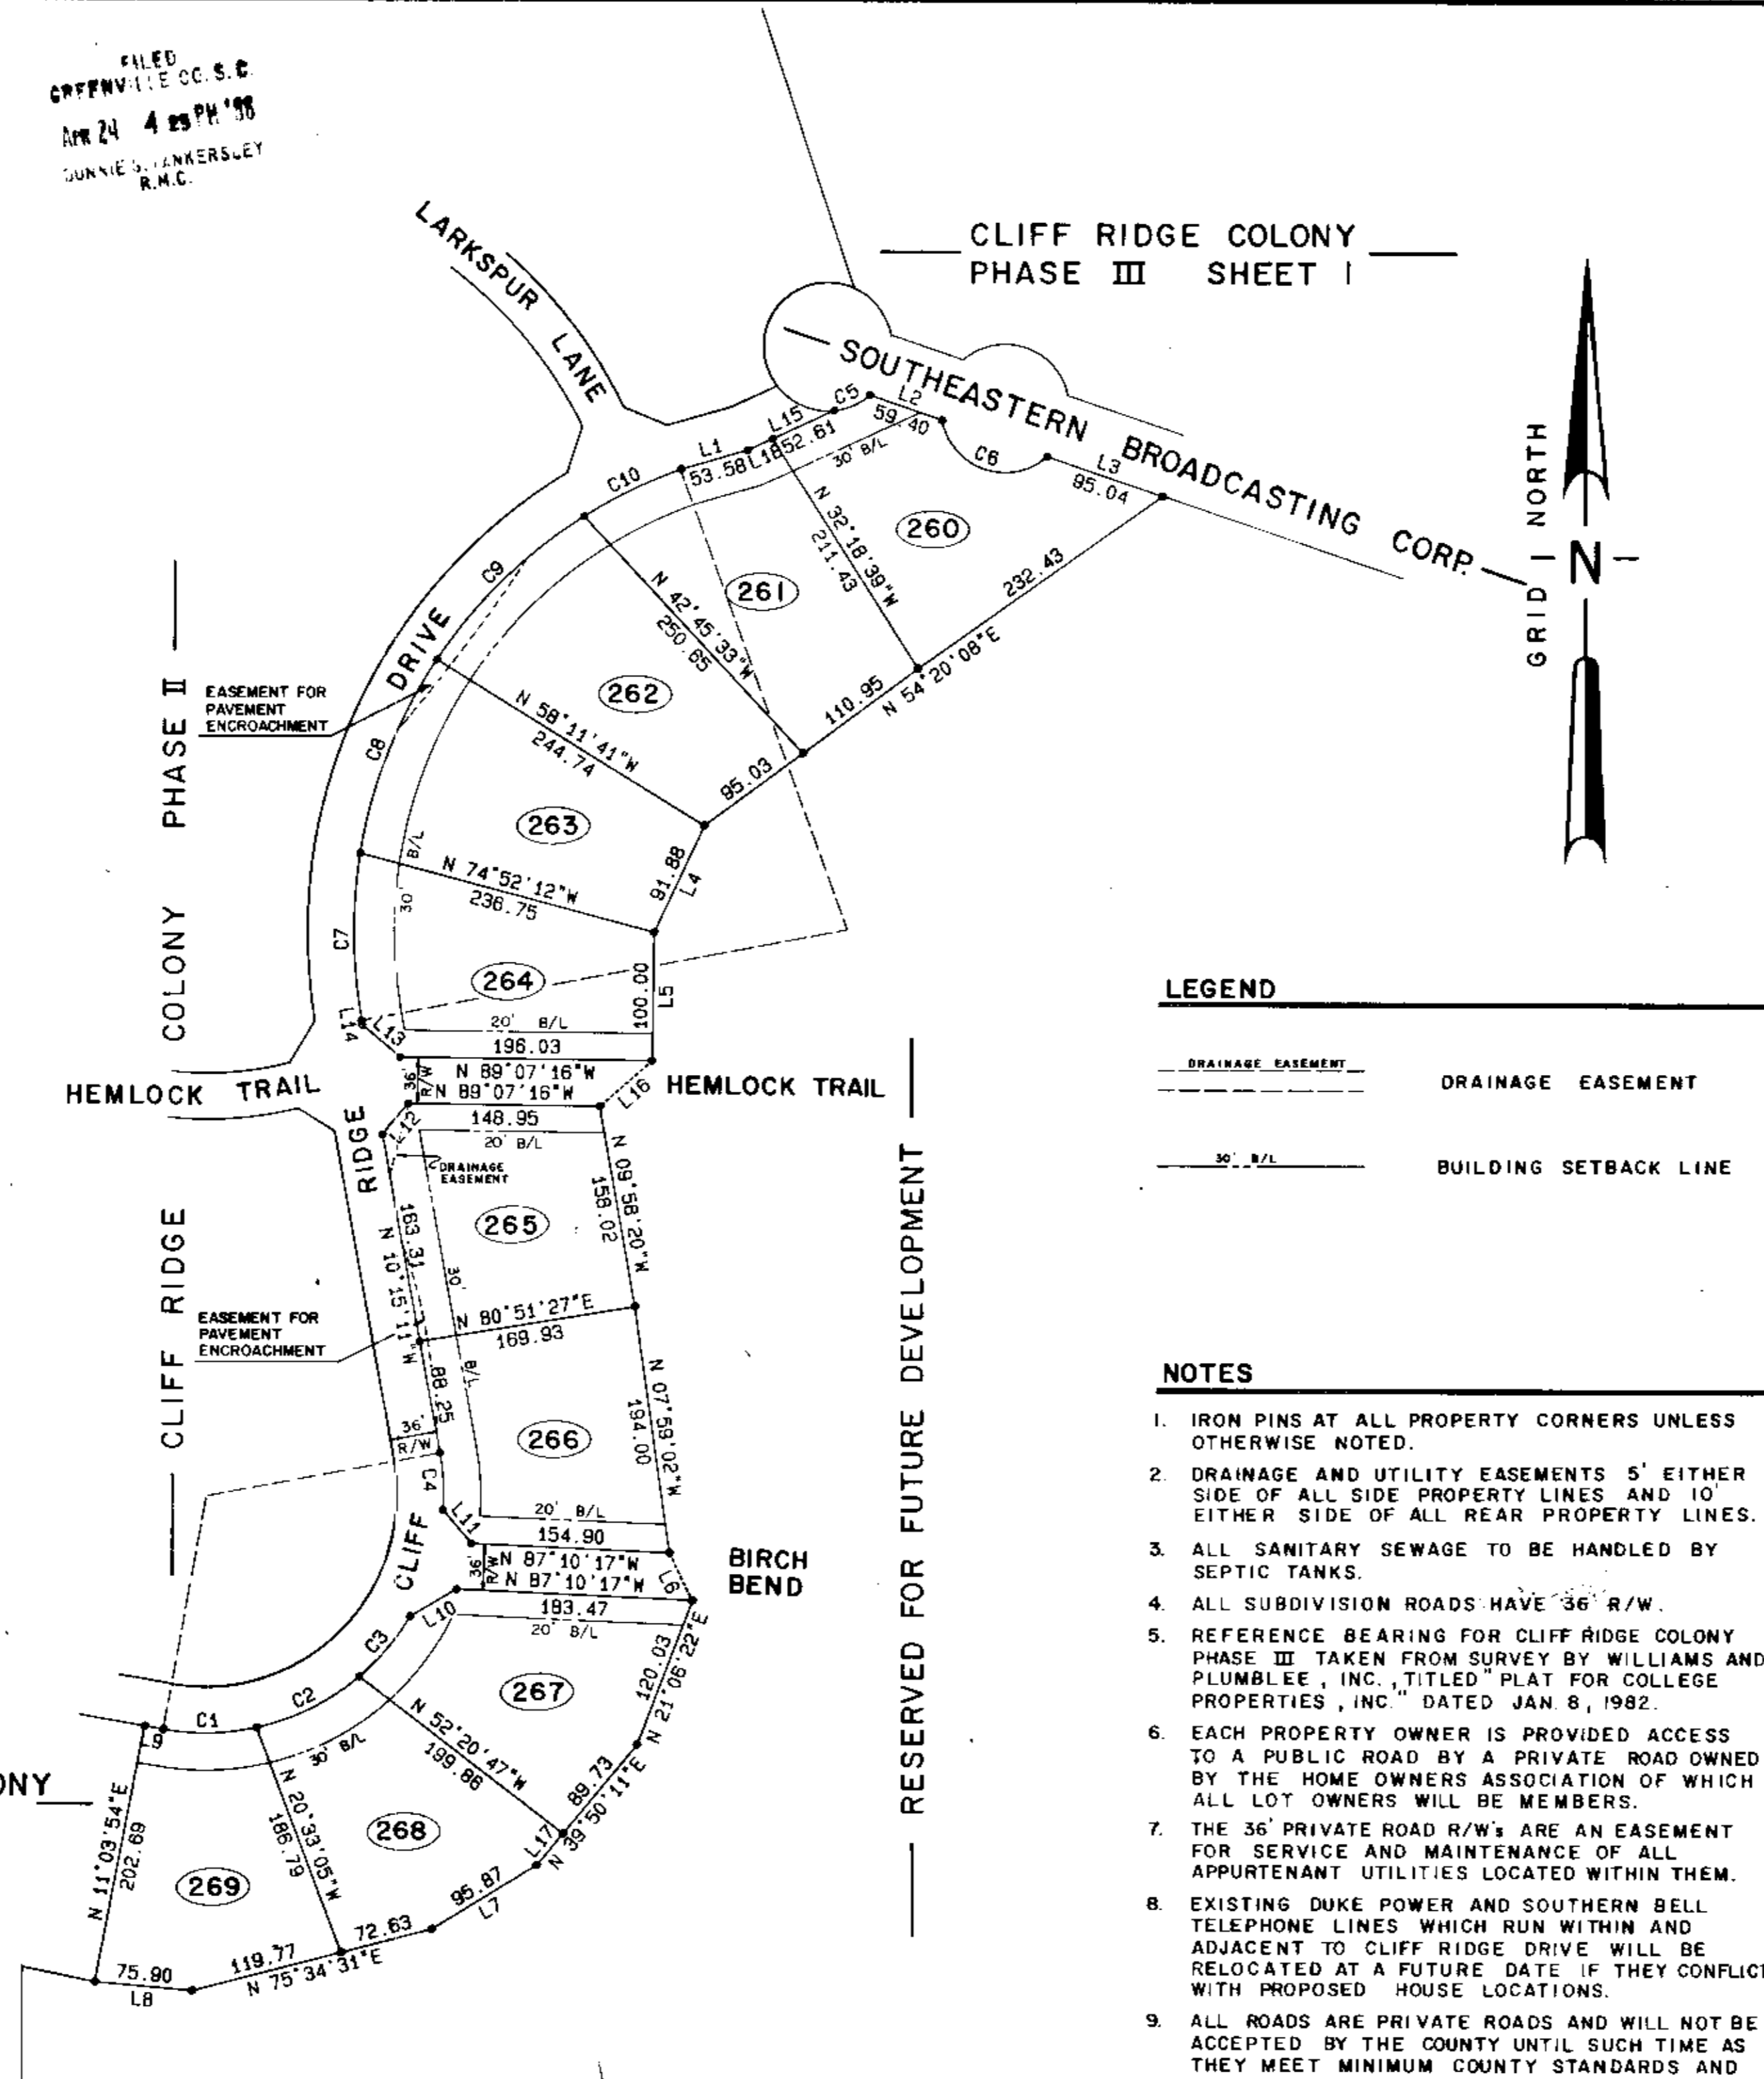 FILED
GREENVILLE CO. S.C.
APR 24 4 PM '86
DONNIE S. TANKERSLEY
R.M.C.
LARKSPUR LANE
CLIFF RIDGE COLONY
PHASE III SHEET 1
SOUTHEASTERN BROADCASTING CORP.
GRID NORTH
N
C10
L1
53.58
L18
L15
52.61
C5
L2
59.40
30' B/L
C6
L3
95.04
N 32°18'39"W
211.43
260
232.43
N 54°20'08"E
261
110.95
N 42°45'33"W
250.65
C9
DRIVE
262
95.03
N 58°11'41"W
244.74
EASEMENT FOR
PAVEMENT
ENCROACHMENT
C8
263
91.88
L4
30' B/L
N 74°52'12"W
236.75
C7
264
100.00
L5
L14
L13
20' B/L
196.03
N 89°07'16"W
36' R/W
N 89°07'16"W
148.95
20' B/L
HEMLOCK TRAIL
HEMLOCK TRAIL
L16
L12
DRAINAGE
EASEMENT
CLIFF RIDGE COLONY PHASE II
RIDGE
265
163.31
N 10°15'11"W
N 09°58'20"W
158.02
30' B/L
N 80°51'27"E
169.93
EASEMENT FOR
PAVEMENT
ENCROACHMENT
88.25
36'
R/W
266
N 07°59'02"W
194.00
C4
L11
20' B/L
154.90
N 87°10'17"W
36' R/W
N 87°10'17"W
183.47
20' B/L
BIRCH
BEND
L6
CLIFF
L10
C3
267
120.03
N 21°06'22"E
C2
C1
L9
30' B/L
N 52°20'47"W
199.86
89.73
N 39°50'11"E
L17
N 20°33'05"W
186.79
268
95.87
L7
ONY
N 11°03'54"E
202.69
269
75.90
L8
119.77
72.63
N 75°34'31"E
RESERVED FOR FUTURE DEVELOPMENT
LEGEND
DRAINAGE EASEMENT
DRAINAGE EASEMENT
30' B/L
BUILDING SETBACK LINE
NOTES
1. IRON PINS AT ALL PROPERTY CORNERS UNLESS
OTHERWISE NOTED.
2. DRAINAGE AND UTILITY EASEMENTS 5' EITHER
SIDE OF ALL SIDE PROPERTY LINES AND 10'
EITHER SIDE OF ALL REAR PROPERTY LINES.
3. ALL SANITARY SEWAGE TO BE HANDLED BY
SEPTIC TANKS.
4. ALL SUBDIVISION ROADS HAVE 36' R/W.
5. REFERENCE BEARING FOR CLIFF RIDGE COLONY
PHASE III TAKEN FROM SURVEY BY WILLIAMS AND
PLUMBLEE , INC. , TITLED " PLAT FOR COLLEGE
PROPERTIES , INC." DATED JAN. 8, 1982.
6. EACH PROPERTY OWNER IS PROVIDED ACCESS
TO A PUBLIC ROAD BY A PRIVATE ROAD OWNED
BY THE HOME OWNERS ASSOCIATION OF WHICH
ALL LOT OWNERS WILL BE MEMBERS.
7. THE 36' PRIVATE ROAD R/W's ARE AN EASEMENT
FOR SERVICE AND MAINTENANCE OF ALL
APPURTENANT UTILITIES LOCATED WITHIN THEM.
8. EXISTING DUKE POWER AND SOUTHERN BELL
TELEPHONE LINES WHICH RUN WITHIN AND
ADJACENT TO CLIFF RIDGE DRIVE WILL BE
RELOCATED AT A FUTURE DATE IF THEY CONFLICT
WITH PROPOSED HOUSE LOCATIONS.
9. ALL ROADS ARE PRIVATE ROADS AND WILL NOT BE
ACCEPTED BY THE COUNTY UNTIL SUCH TIME AS
THEY MEET MINIMUM COUNTY STANDARDS AND